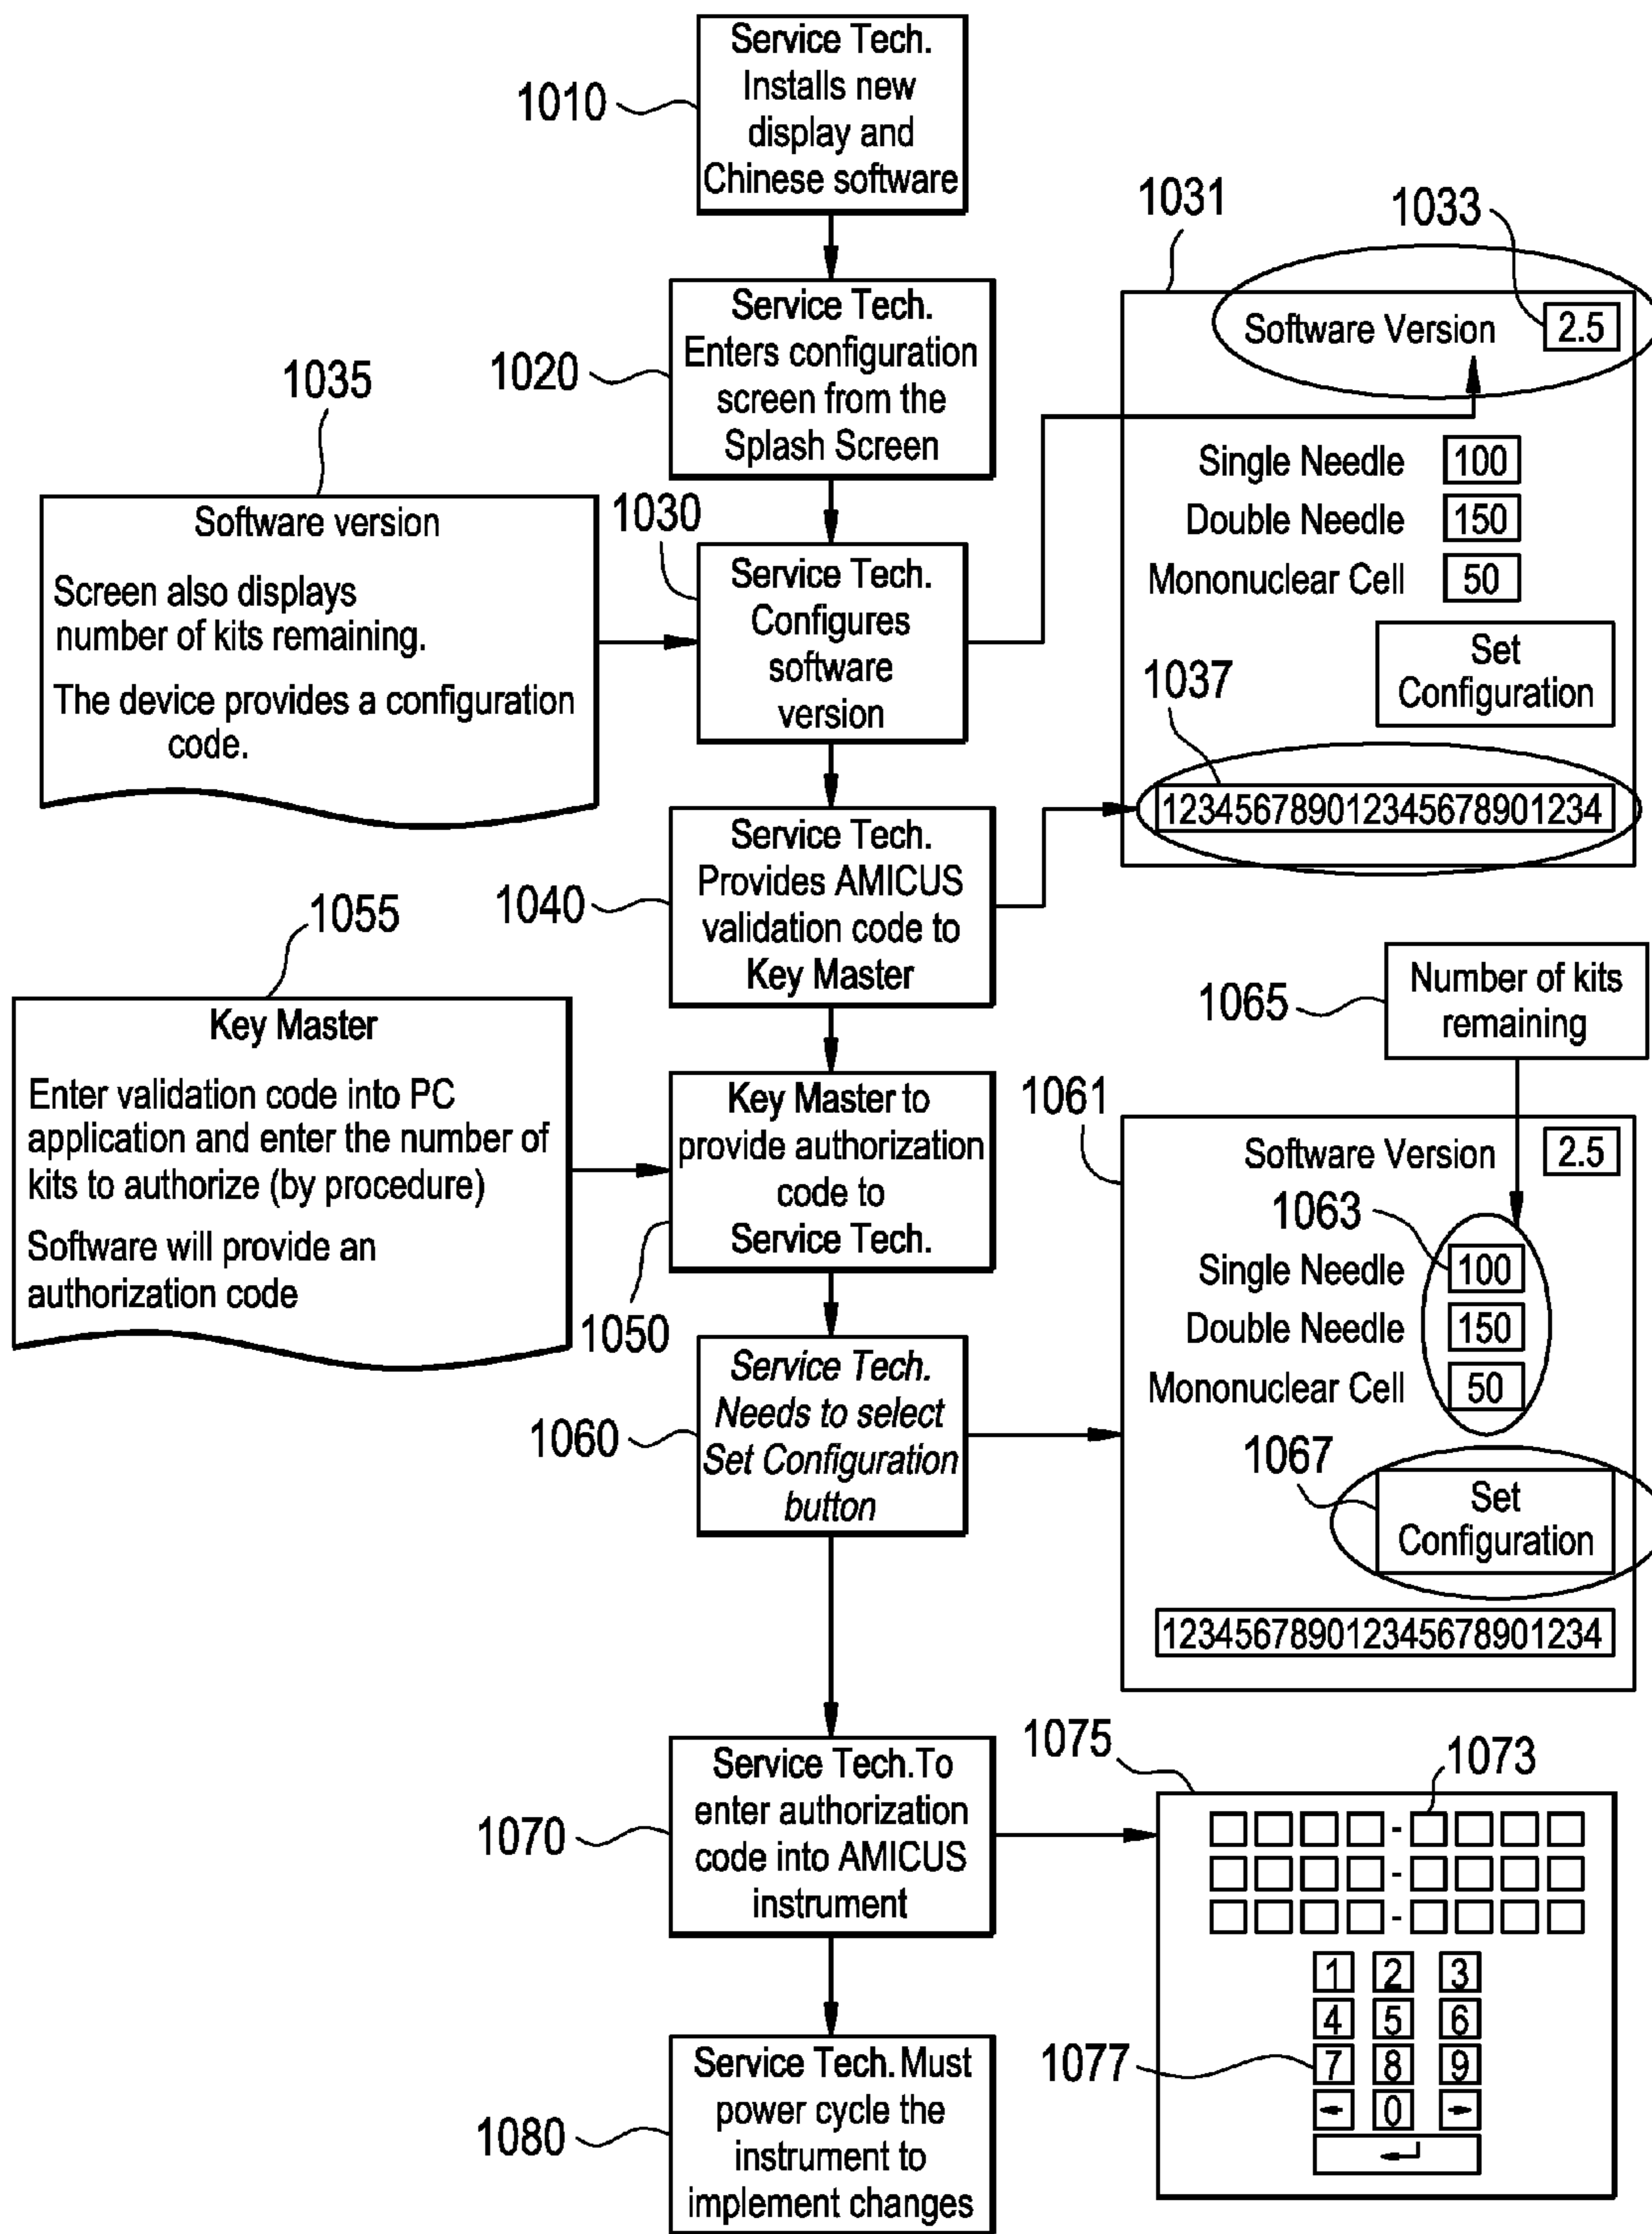 Service Tech.
Installs new
display and
Chinese software
1010
Service Tech.
Enters configuration
screen from the
Splash Screen
1020
1031
1033
Software Version 2.5
Single Needle 100
Double Needle 150
Mononuclear Cell 50
Set
Configuration
1037
123456789012345678901234
1035
Software version
Screen also displays
number of kits remaining.
The device provides a configuration
code.
1030
Service Tech.
Configures
software
version
Service Tech.
Provides AMICUS
validation code to
Key Master
1040
1055
Key Master
Enter validation code into PC
application and enter the number of
kits to authorize (by procedure)
Software will provide an
authorization code
Key Master to
provide authorization
code to
Service Tech.
1050
1065
Number of kits
remaining
1061
Software Version 2.5
1063
Single Needle 100
Double Needle 150
Mononuclear Cell 50
1067
Set
Configuration
123456789012345678901234
Service Tech.
Needs to select
Set Configuration
button
1060
Service Tech.To
enter authorization
code into AMICUS
instrument
1070
1075
1073
- 
-
-
1 2 3
4 5 6
7 8 9
← 0 →
↵
1077
Service Tech. Must
power cycle the
instrument to
implement changes
1080